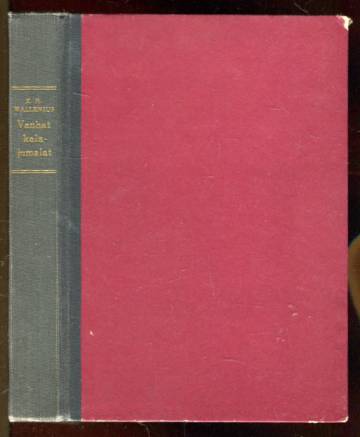 K. M.
WALLENIUS
Vanhat
kala-
jumalat